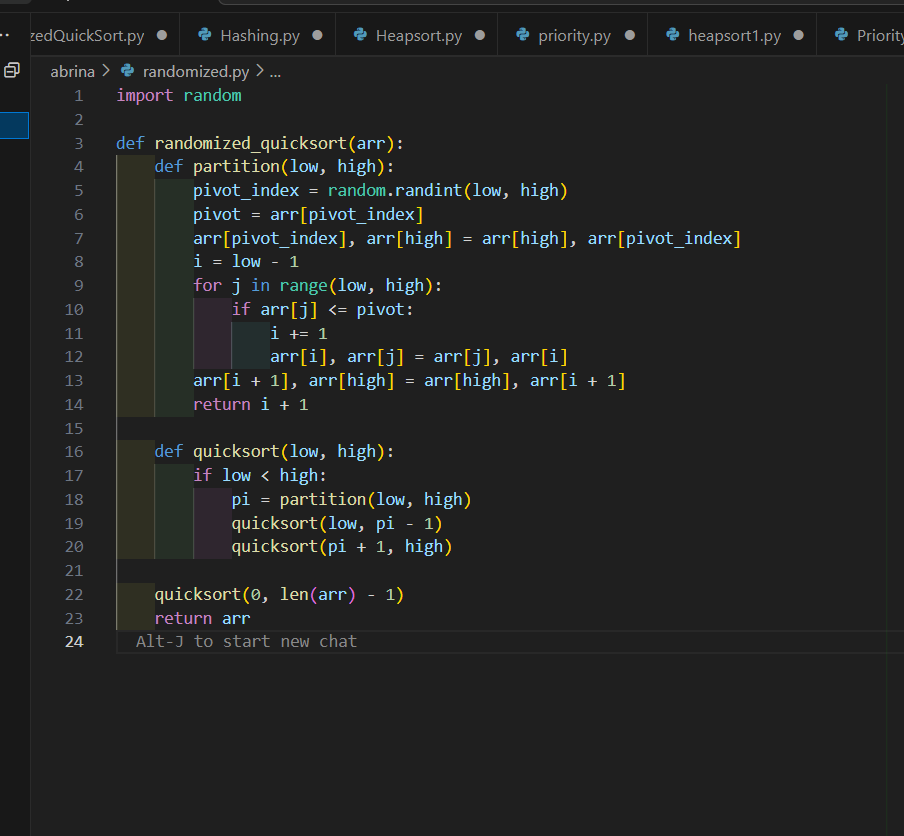 zedQuickSort.py ● Hashing.py ● Heapsort.py ● priority.py ● heapsort1.py ● Priority
abrina > randomized.py > ...
1 import random
2
3 def randomized_quicksort(arr):
4     def partition(low, high):
5         pivot_index = random.randint(low, high)
6         pivot = arr[pivot_index]
7         arr[pivot_index], arr[high] = arr[high], arr[pivot_index]
8         i = low - 1
9         for j in range(low, high):
10             if arr[j] <= pivot:
11                 i += 1
12                 arr[i], arr[j] = arr[j], arr[i]
13         arr[i + 1], arr[high] = arr[high], arr[i + 1]
14         return i + 1
15
16     def quicksort(low, high):
17         if low < high:
18             pi = partition(low, high)
19             quicksort(low, pi - 1)
20             quicksort(pi + 1, high)
21
22     quicksort(0, len(arr) - 1)
23     return arr
24 Alt-J to start new chat